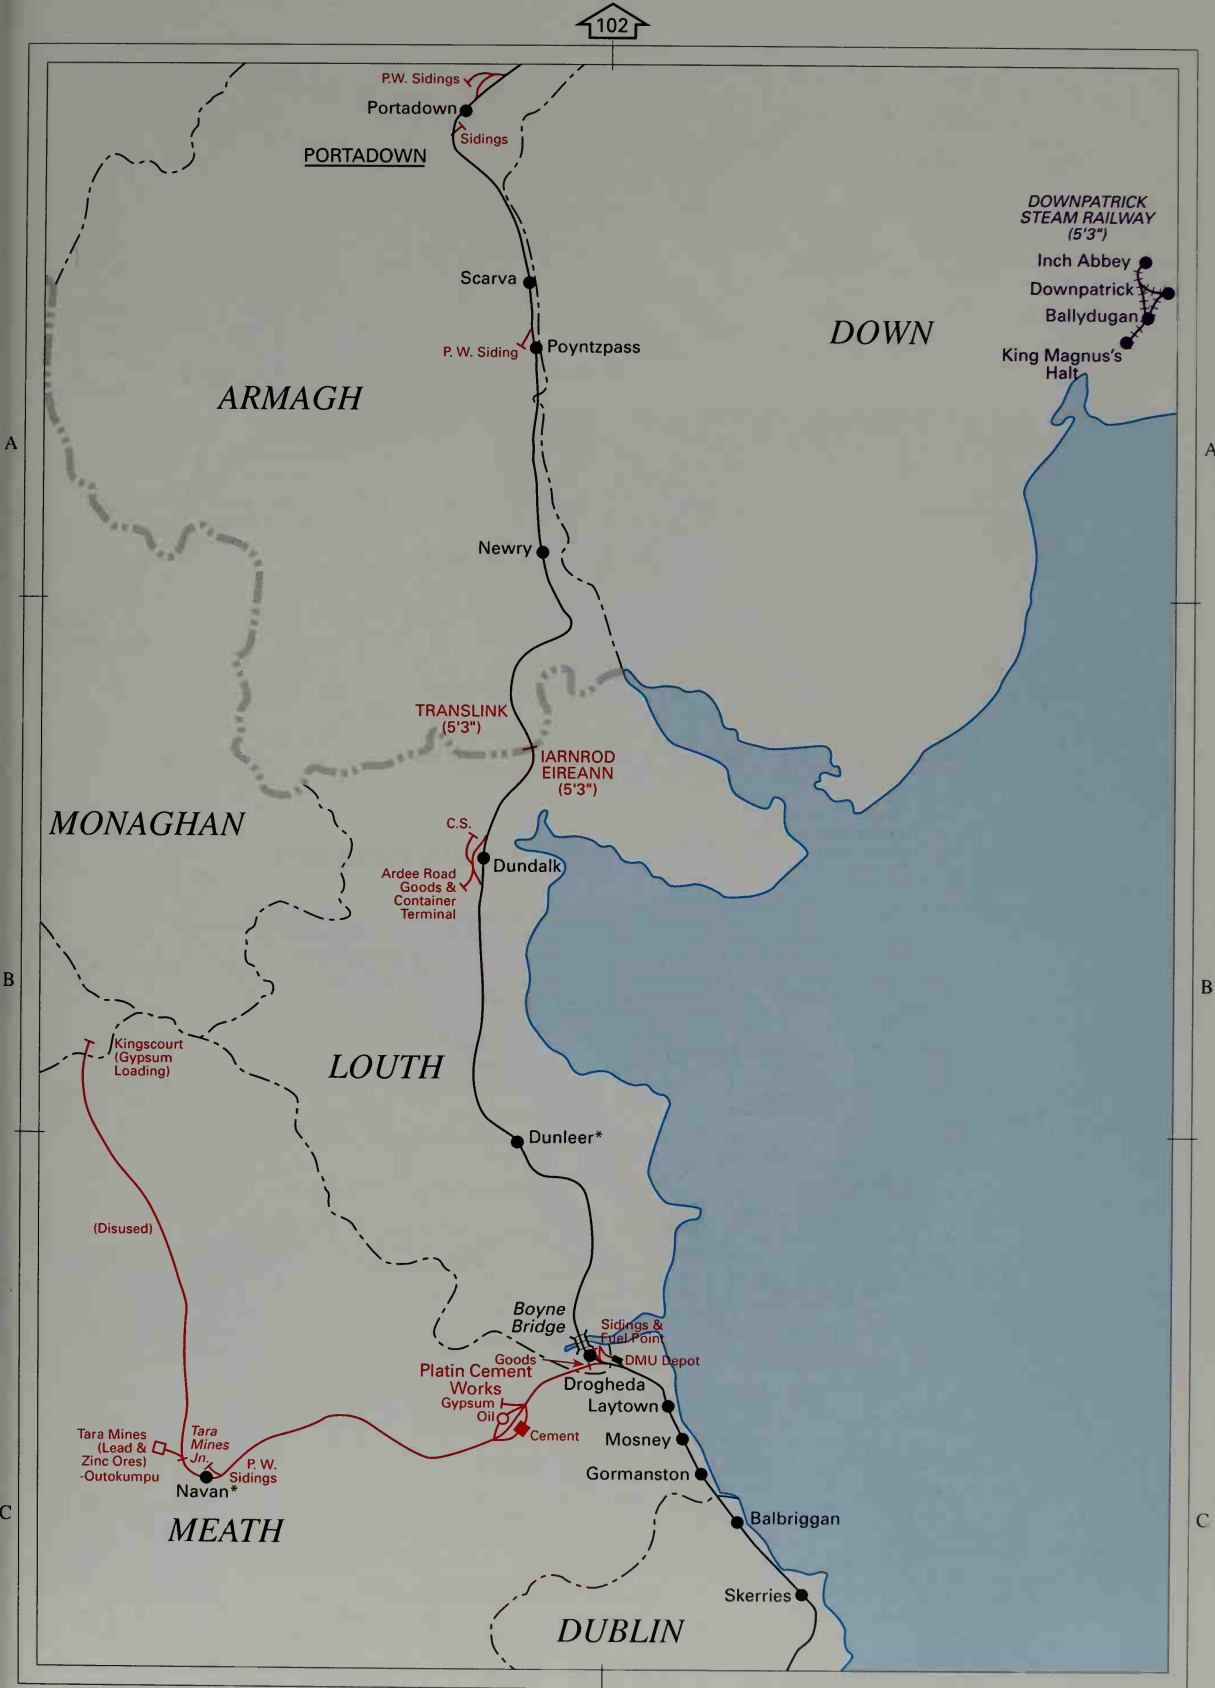 102
P.W. Sidings
Portadown
Sidings
PORTADOWN
DOWNPATRICK
STEAM RAILWAY
(5'3")
Inch Abbey
Scarva
Downpatrick
Ballydugan
DOWN
P. W. Siding
Poyntzpass
King Magnus's
Halt
ARMAGH
A
A
Newry
TRANSLINK
(5'3")
IARNROD
EIREANN
(5'3")
MONAGHAN
C.S.
Dundalk
Ardee Road
Goods &
Container
Terminal
B
B
Kingscourt
(Gypsum
Loading)
LOUTH
Dunleer*
(Disused)
Boyne
Bridge
Sidings &
Fuel Point
Goods
DMU Depot
Platin Cement
Works
Drogheda
Gypsum
Laytown
Oil
Cement
Tara Mines
(Lead &
Zinc Ores)
-Outokumpu
Tara
Mines
Jn.
P. W.
Sidings
Navan*
Mosney
Gormanston
C
C
MEATH
Balbriggan
Skerries
DUBLIN